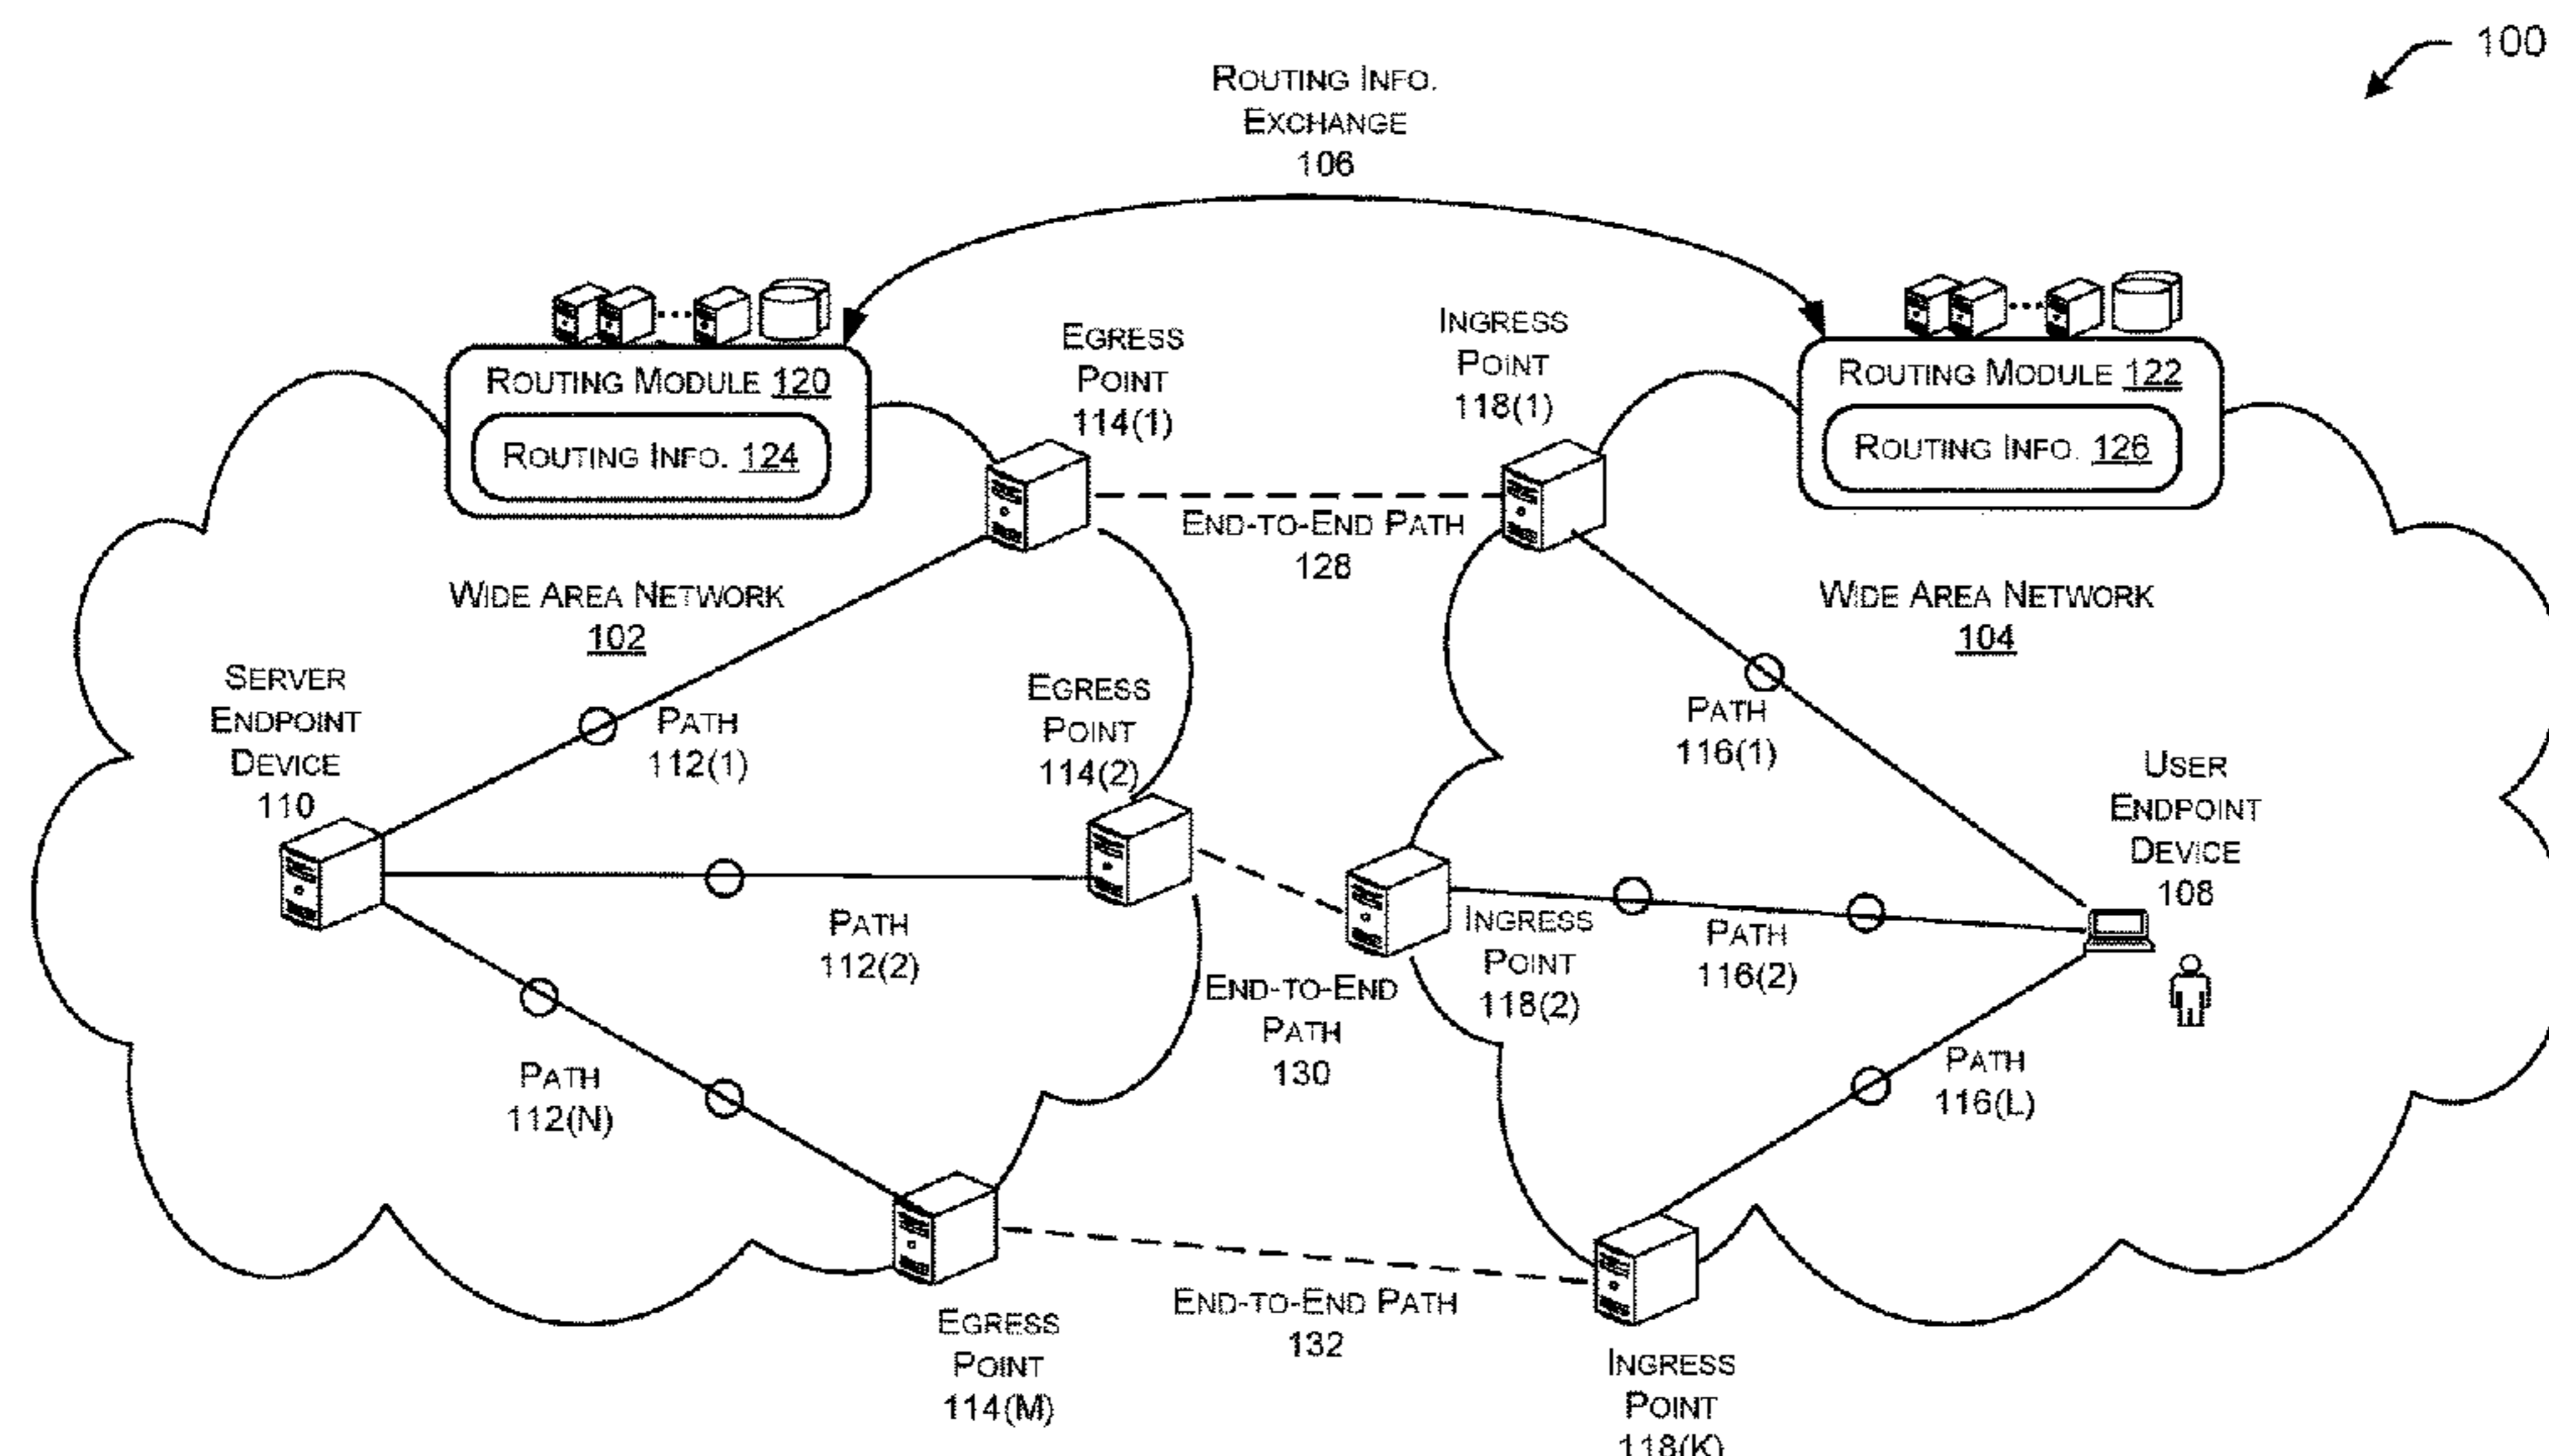 100
ROUTING INFO.
EXCHANGE
106
ROUTING MODULE 120
ROUTING INFO. 124
EGRESS
POINT
114(1)
INGRESS
POINT
118(1)
ROUTING MODULE 122
ROUTING INFO. 126
END-TO-END PATH
128
WIDE AREA NETWORK
102
WIDE AREA NETWORK
104
SERVER
ENDPOINT
DEVICE
110
PATH
112(1)
EGRESS
POINT
114(2)
PATH
116(1)
USER
ENDPOINT
DEVICE
108
PATH
112(2)
INGRESS
POINT
118(2)
PATH
116(2)
END-TO-END
PATH
130
PATH
112(N)
PATH
116(L)
EGRESS
POINT
114(M)
END-TO-END PATH
132
INGRESS
POINT
118(K)